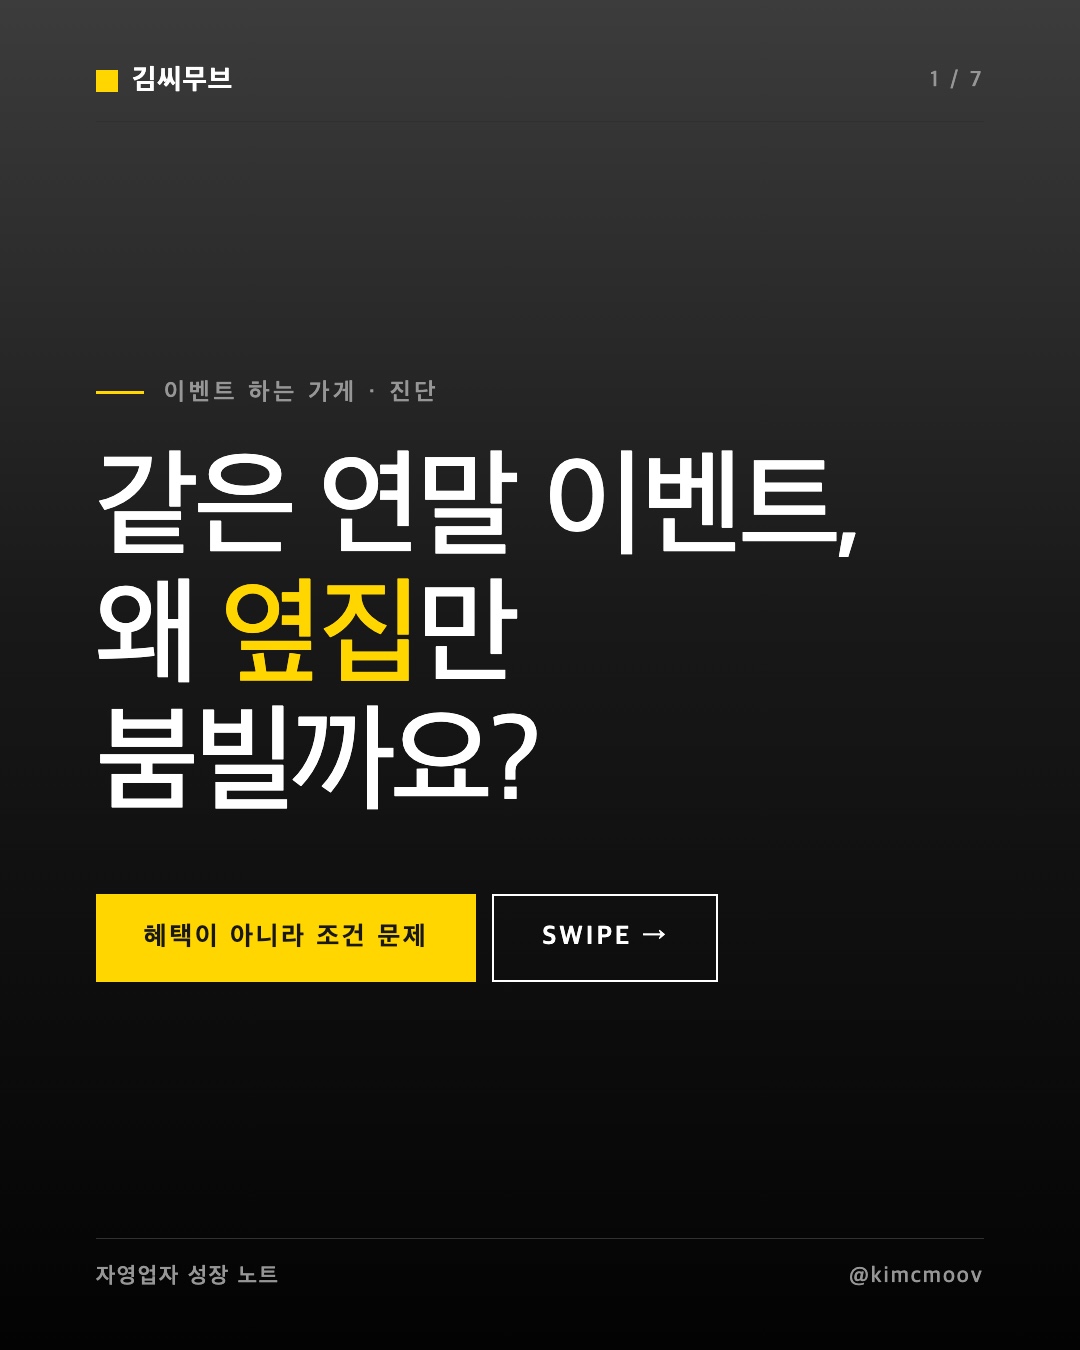 김씨무브
1 / 7
이벤트 하는 가게 · 진단
같은 연말 이벤트,
왜 옆집만
붐빌까요?
혜택이 아니라 조건 문제
SWIPE →
자영업자 성장 노트
@kimcmoov